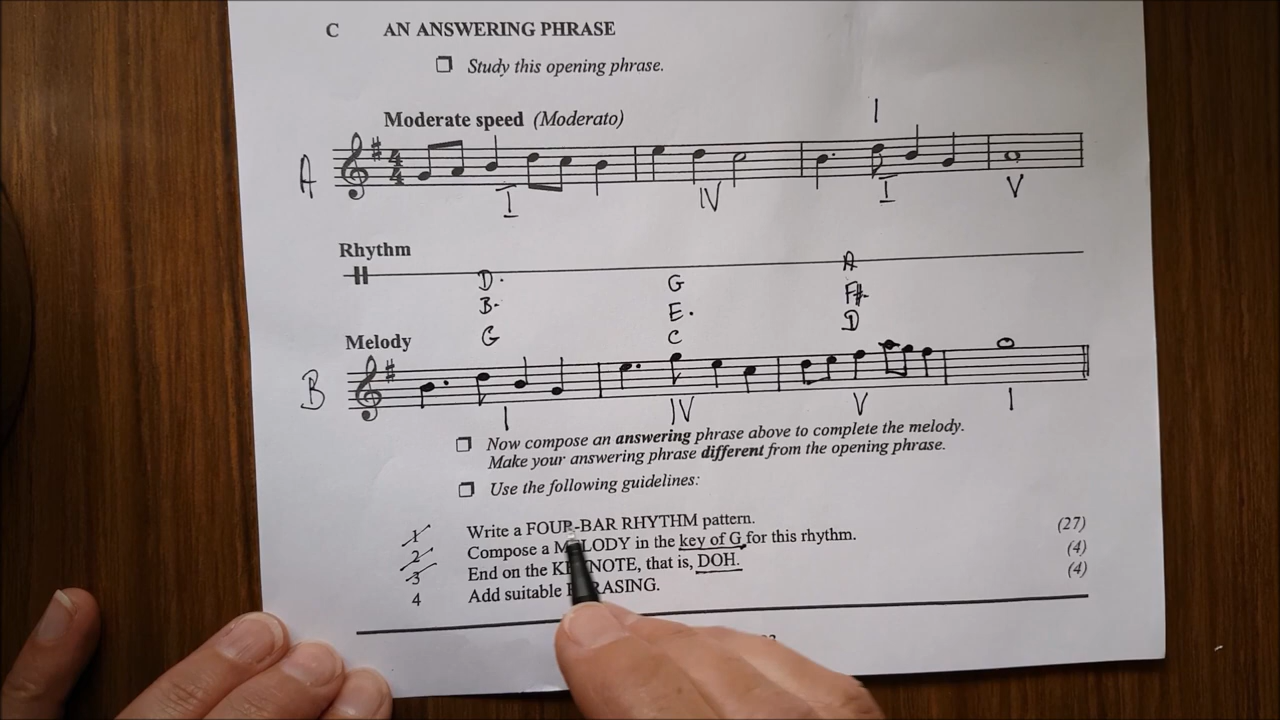 C AN ANSWERING PHRASE
Study this opening phrase.
I
Moderate speed (Moderato)
A
4
4
I IV I V
Rhythm
D. G A
B. E. F#
G C D
Melody
B
I IV V I
Now compose an answering phrase above to complete the melody.
Make your answering phrase different from the opening phrase.
Use the following guidelines:
1 Write a FOUR-BAR RHYTHM pattern. (27)
2 Compose a MELODY in the key of G for this rhythm. (4)
3 End on the KEYNOTE, that is, DOH. (4)
4 Add suitable PHRASING.